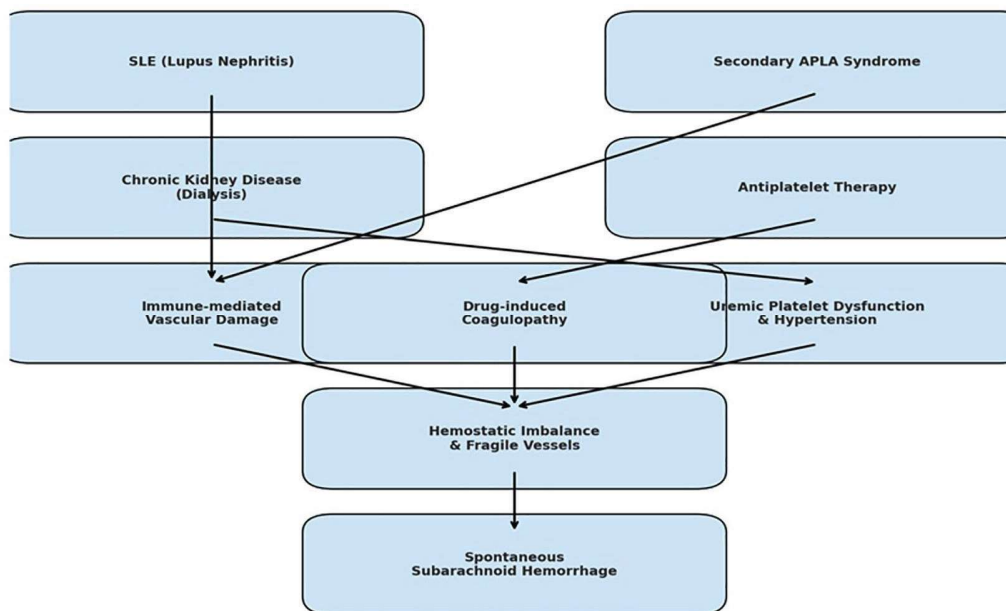 SLE (Lupus Nephritis)
Secondary APLA Syndrome
Chronic Kidney Disease
(Dialysis)
Antiplatelet Therapy
Immune-mediated
Vascular Damage
Drug-induced
Coagulopathy
Uremic Platelet Dysfunction
& Hypertension
Hemostatic Imbalance
& Fragile Vessels
Spontaneous
Subarachnoid Hemorrhage